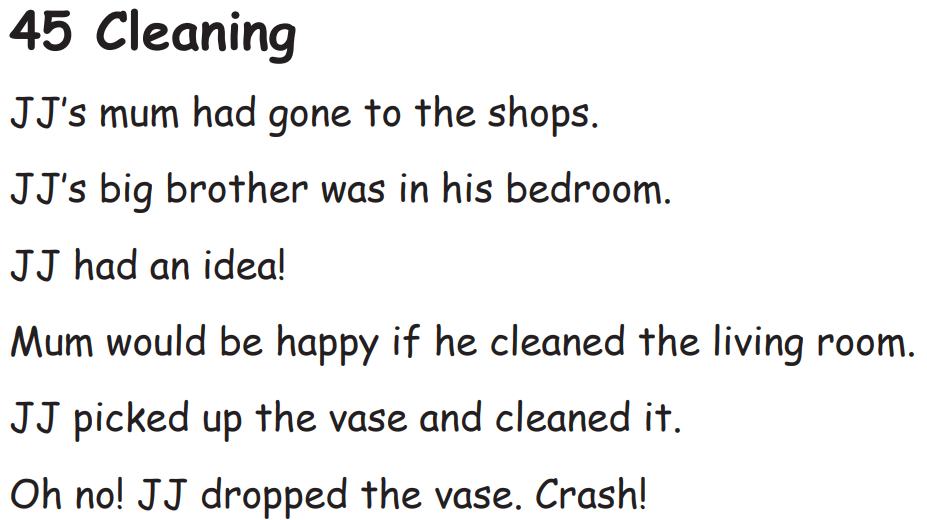 45 Cleaning
JJ's mum had gone to the shops.
JJ's big brother was in his bedroom.
JJ had an idea!
Mum would be happy if he cleaned the living room.
JJ picked up the vase and cleaned it.
Oh no! JJ dropped the vase. Crash!